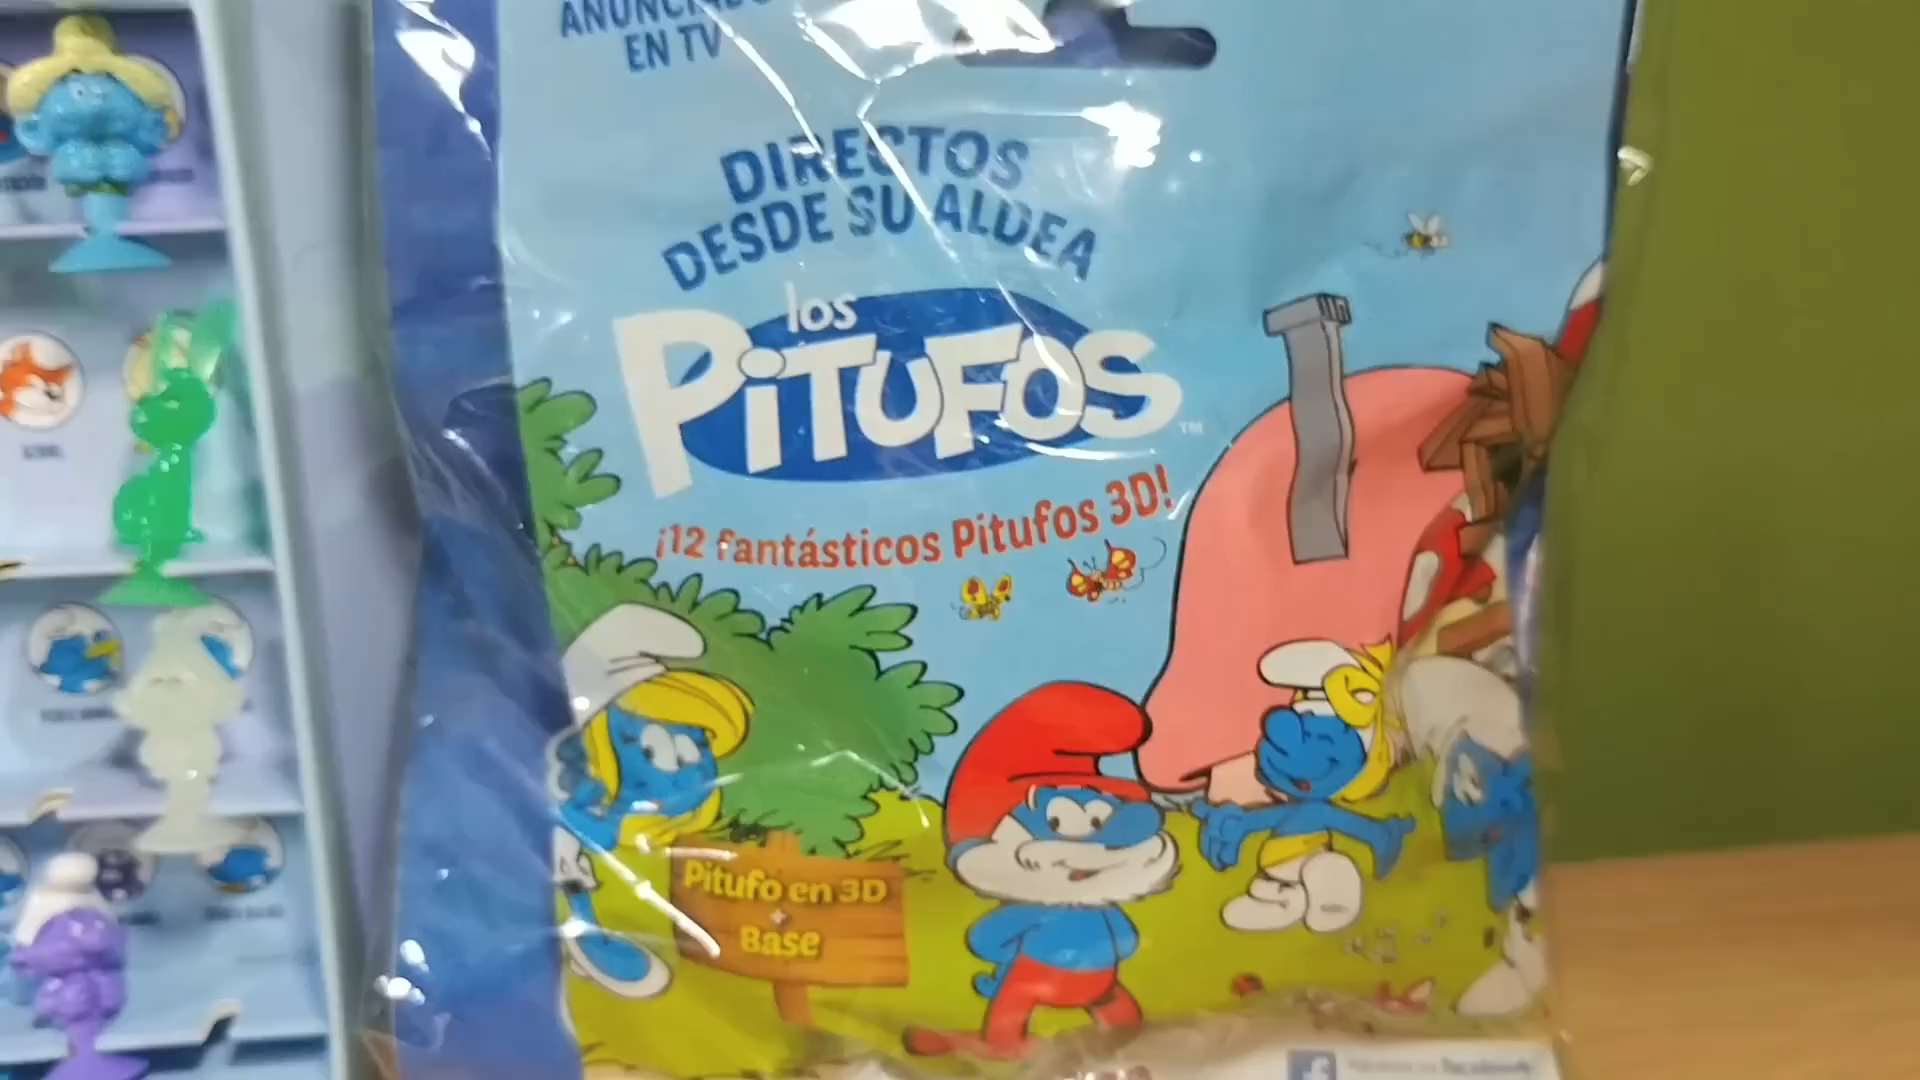 EN TV
DIRECTOS
DESDE SU ALDEA
los
PiTUFOS
TM
¡12 fantásticos Pitufos 3D!
Pitufo en 3D
+
Base